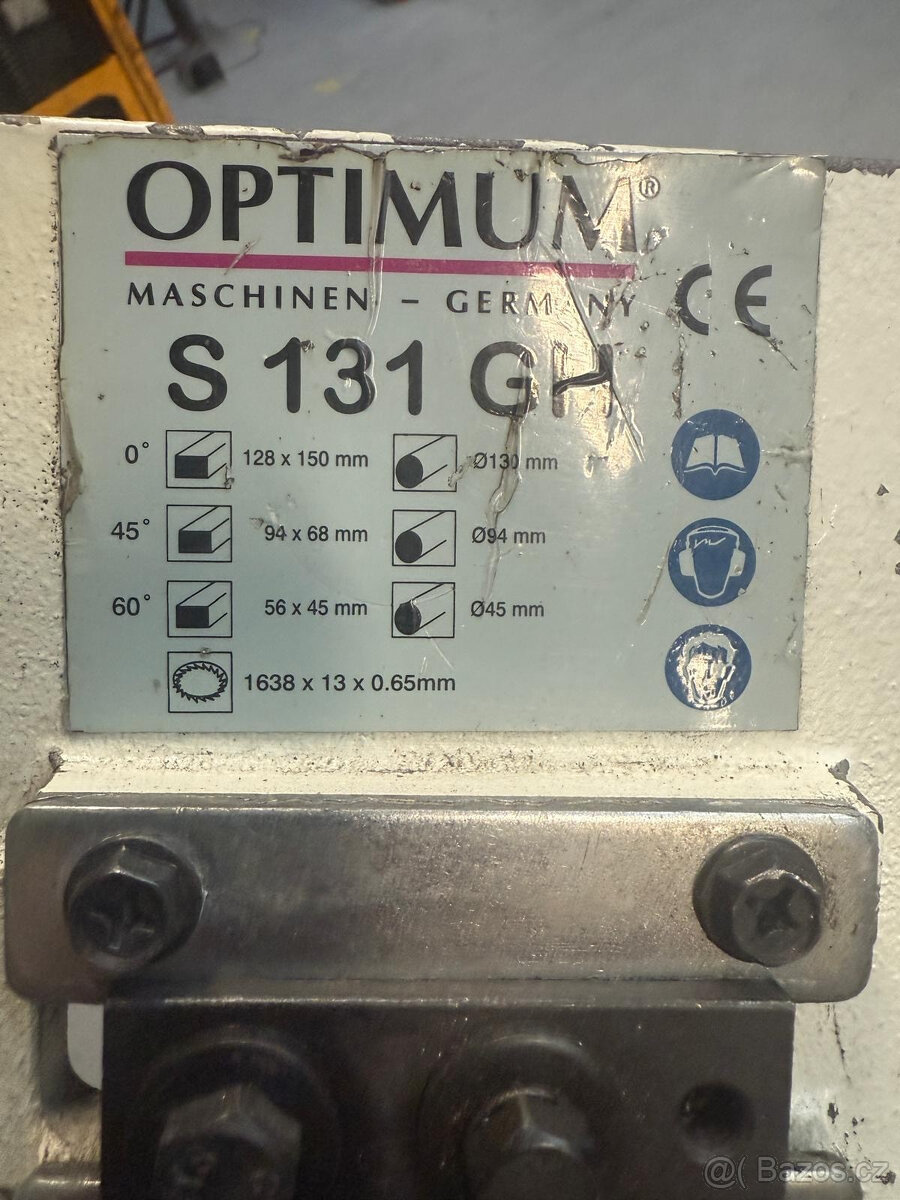 OPTIMUM®
MASCHINEN – GERMANY
CE
S 131 GH
0° 128 x 150 mm Ø130 mm
45° 94 x 68 mm Ø94 mm
60° 56 x 45 mm Ø45 mm
1638 x 13 x 0.65mm
@( Bazos.cz